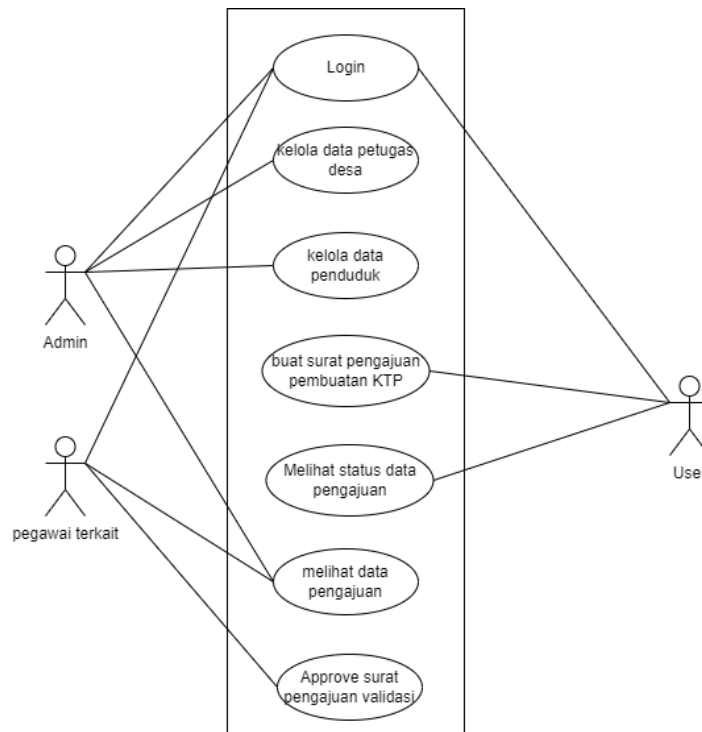 Login
kelola data petugas
desa
kelola data
penduduk
Admin
buat surat pengajuan
pembuatan KTP
User
Melihat status data
pengajuan
pegawai terkait
melihat data
pengajuan
Approve surat
pengajuan validasi